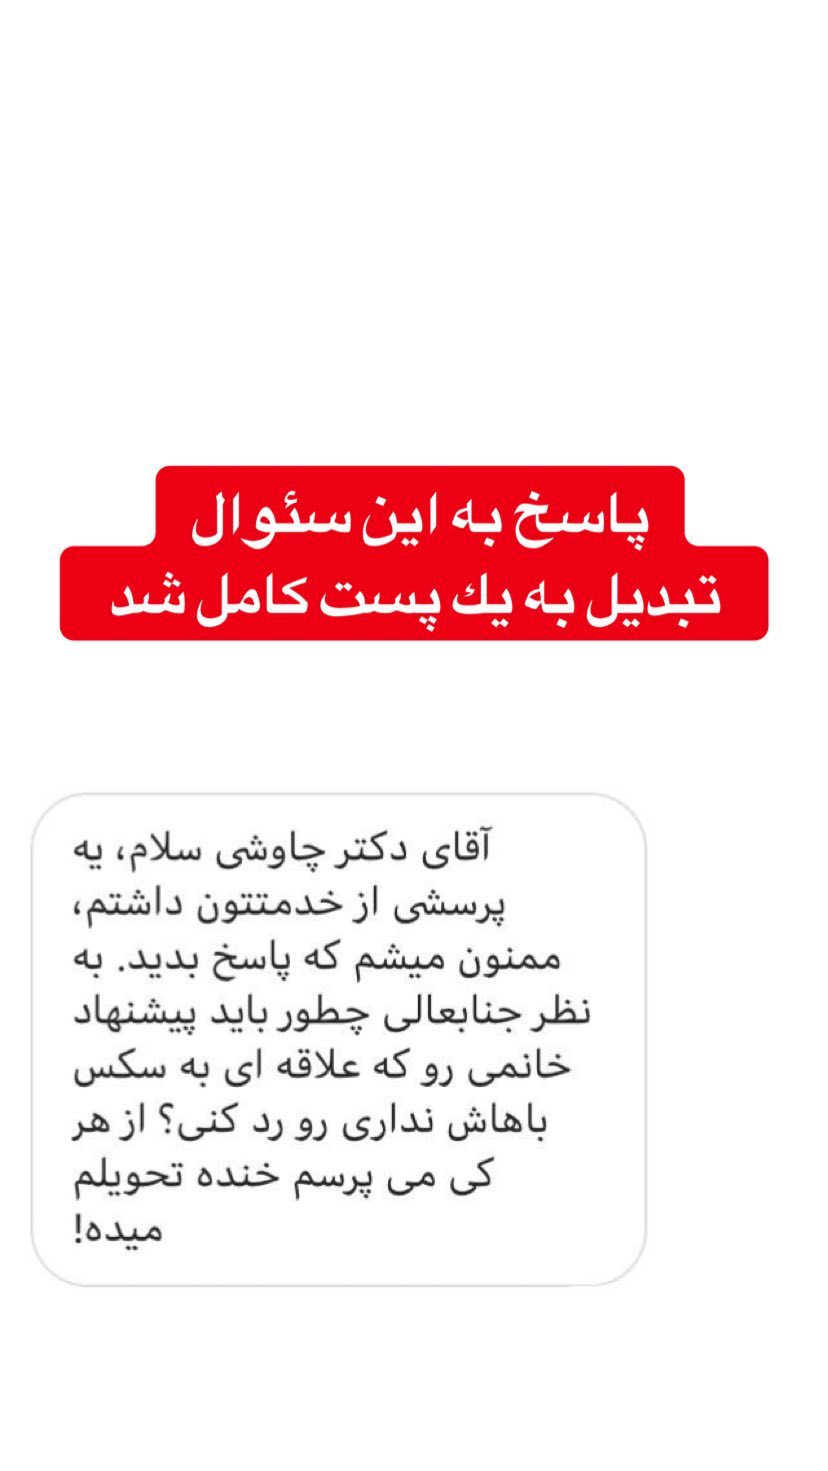 پاسخ به این سئوال
تبدیل به یك پست کامل شد
آقای دکتر چاوشی سلام، یه
پرسشی از خدمتتون داشتم،
ممنون میشم که پاسخ بدید. به
نظر جنابعالی چطور باید پیشنهاد
خانمی رو که علاقه ای به سکس
باهاش نداری رو رد کنی؟ از هر
کی می پرسم خنده تحویلم
میده!